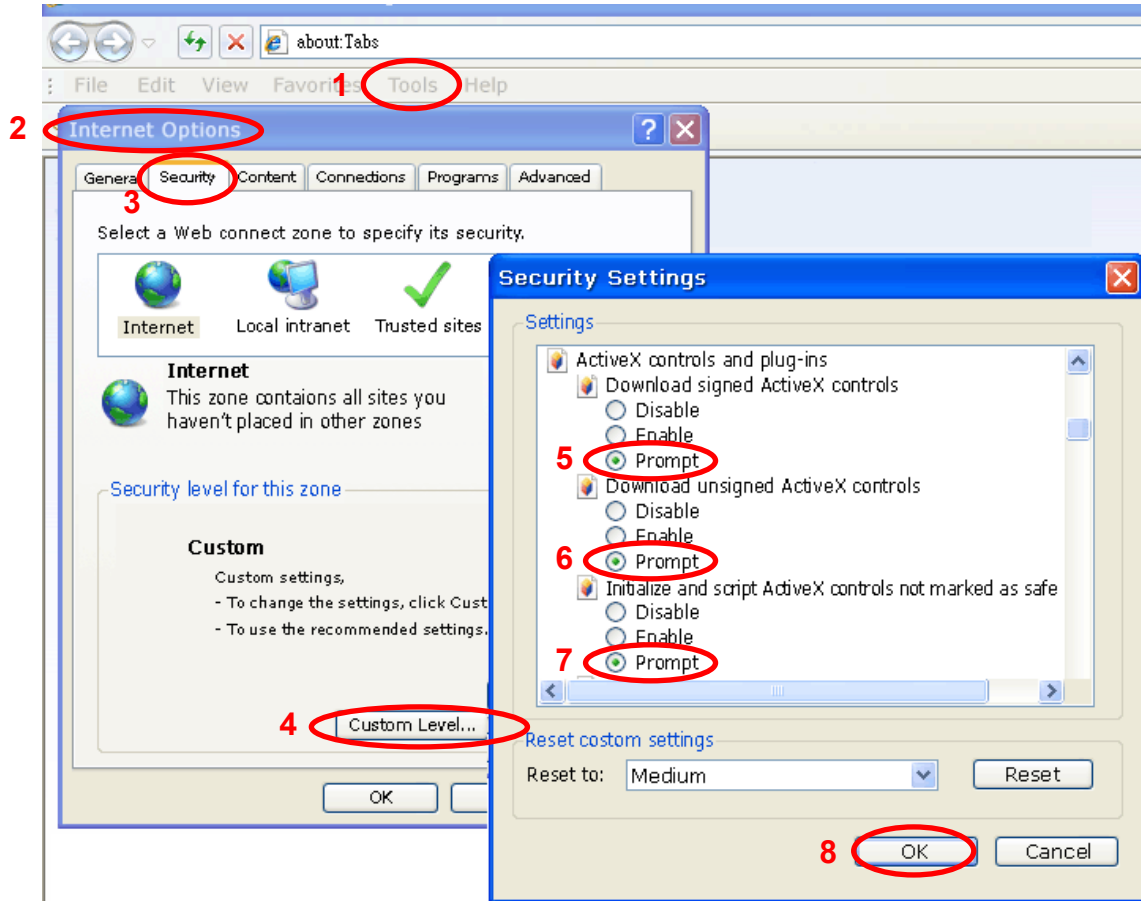 about:Tabs
File Edit View Favorites Tools Help
1
2
Internet Options
General Security Content Connections Programs Advanced
3
Select a Web connect zone to specify its security.
Internet Local intranet Trusted sites
Internet
This zone contaions all sites you
haven't placed in other zones
Security level for this zone
Custom
Custom settings,
- To change the settings, click Cust
- To use the recommended settings.
4
Custom Level...
OK
Security Settings
Settings
ActiveX controls and plug-ins
Download signed ActiveX controls
Disable
Enable
5 Prompt
Download unsigned ActiveX controls
Disable
Enable
6 Prompt
Initialize and script ActiveX controls not marked as safe
Disable
Enable
7 Prompt
Reset costom settings
Reset to: Medium Reset
8 OK Cancel